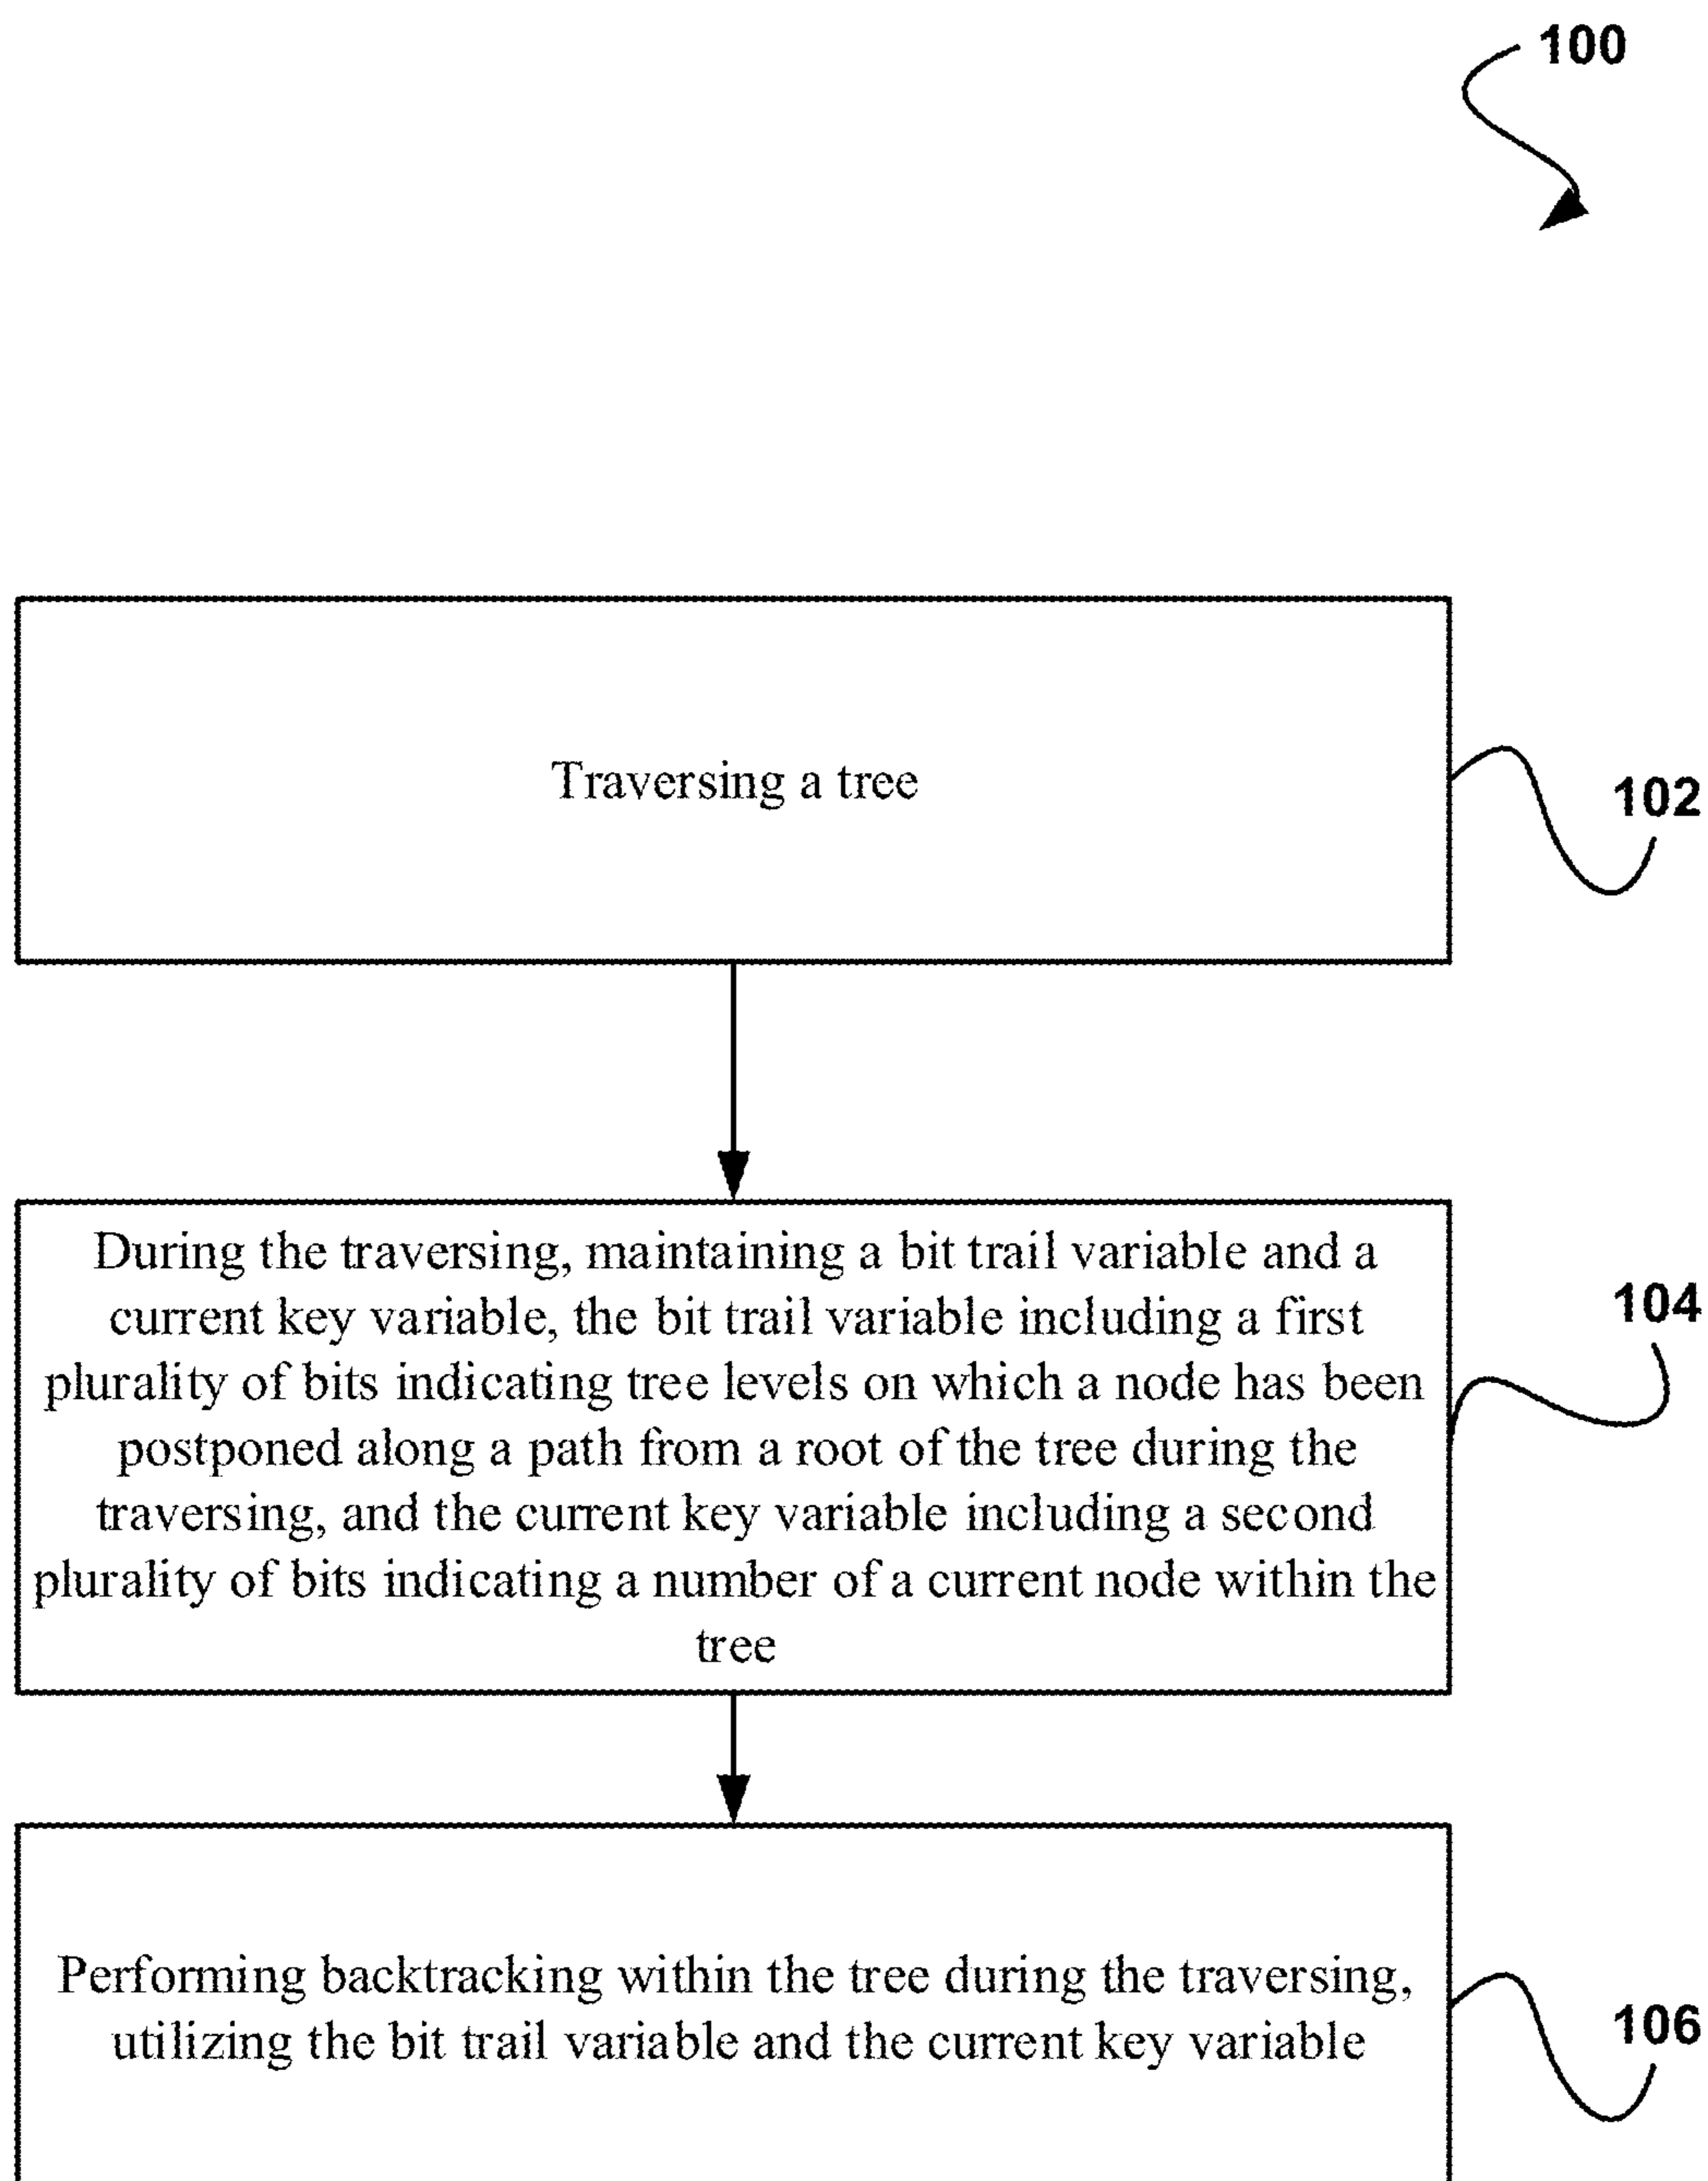 100
Traversing a tree
102
During the traversing, maintaining a bit trail variable and a
current key variable, the bit trail variable including a first
plurality of bits indicating tree levels on which a node has been
postponed along a path from a root of the tree during the
traversing, and the current key variable including a second
plurality of bits indicating a number of a current node within the
tree
104
Performing backtracking within the tree during the traversing,
utilizing the bit trail variable and the current key variable
106